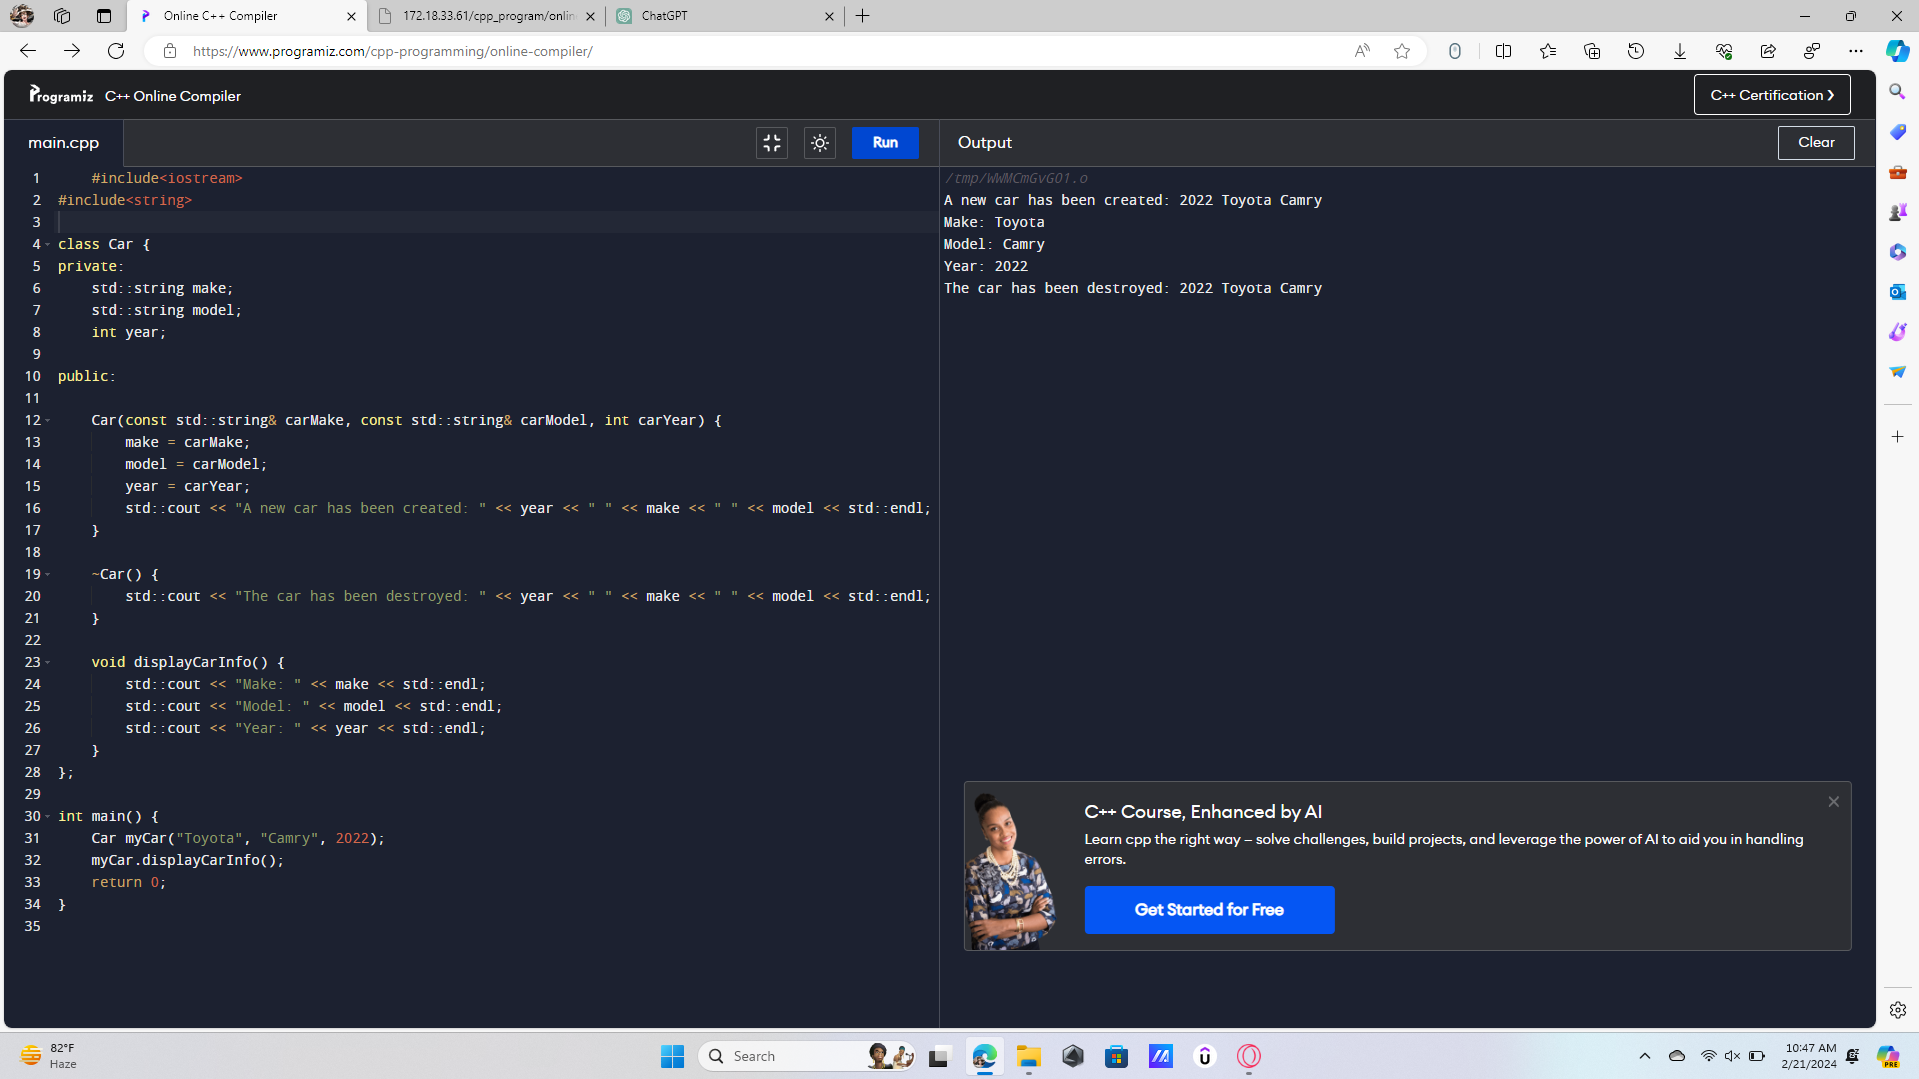 Online C++ Compiler
172.18.33.61/cpp_program/onlin
ChatGPT
https://www.programiz.com/cpp-programming/online-compiler/
Programiz C++ Online Compiler
C++ Certification ❯
main.cpp
Run
Output
Clear
1 #include<iostream>
2 #include<string>
3
4 class Car {
5 private:
6 std::string make;
7 std::string model;
8 int year;
9
10 public:
11
12 Car(const std::string& carMake, const std::string& carModel, int carYear) {
13 make = carMake;
14 model = carModel;
15 year = carYear;
16 std::cout << "A new car has been created: " << year << " " << make << " " << model << std::endl;
17 }
18
19 ~Car() {
20 std::cout << "The car has been destroyed: " << year << " " << make << " " << model << std::endl;
21 }
22
23 void displayCarInfo() {
24 std::cout << "Make: " << make << std::endl;
25 std::cout << "Model: " << model << std::endl;
26 std::cout << "Year: " << year << std::endl;
27 }
28 };
29
30 int main() {
31 Car myCar("Toyota", "Camry", 2022);
32 myCar.displayCarInfo();
33 return 0;
34 }
35
/tmp/WWMCmGvGO1.o
A new car has been created: 2022 Toyota Camry
Make: Toyota
Model: Camry
Year: 2022
The car has been destroyed: 2022 Toyota Camry
C++ Course, Enhanced by AI
Learn cpp the right way – solve challenges, build projects, and leverage the power of AI to aid you in handling
errors.
Get Started for Free
82°F
Haze
Search
10:47 AM
2/21/2024
PRE